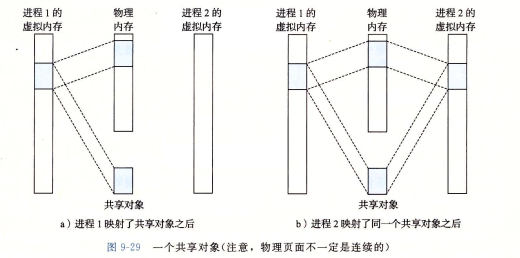 进程1的
虚拟内存
物理
内存
进程2的
虚拟内存
共享对象
a）进程1映射了共享对象之后
进程1的
虚拟内存
物理
内存
进程2的
虚拟内存
共享对象
b）进程2映射了同一个共享对象之后
图 9-29 一个共享对象(注意，物理页面不一定是连续的)